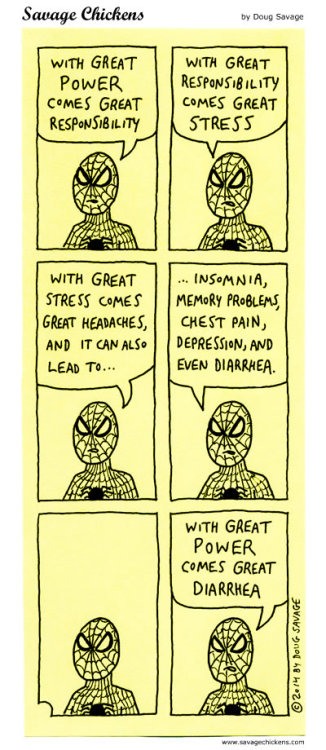 Savage Chickens
by Doug Savage
WITH GREAT
POWER
COMES GREAT
RESPONSIBILITY
WITH GREAT
RESPONSIBILITY
COMES GREAT
STRESS
WITH GREAT
STRESS COMES
GREAT HEADACHES,
AND IT CAN ALSO
LEAD TO...
... INSOMNIA,
MEMORY PROBLEMS,
CHEST PAIN,
DEPRESSION, AND
EVEN DIARRHEA.
WITH GREAT
POWER
COMES GREAT
DIARRHEA
© 2014 BY DOUG SAVAGE
www.savagechickens.com